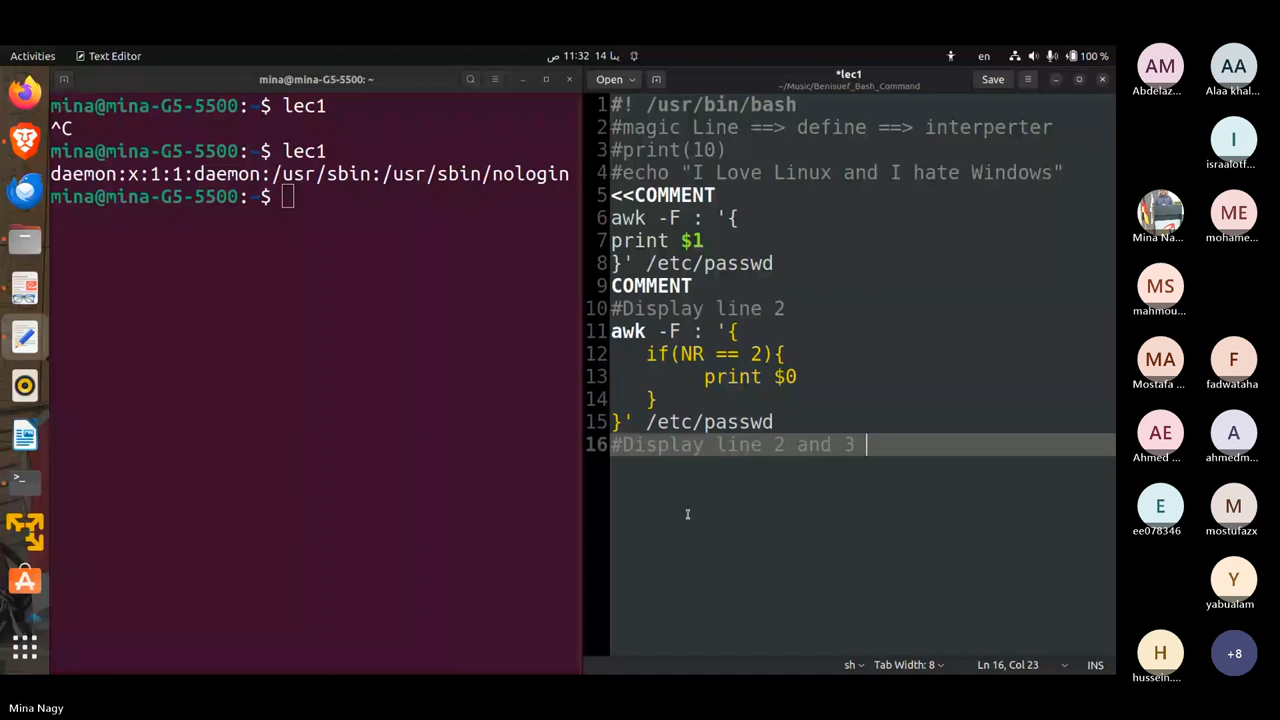 Activities
Text Editor
11:32 ص
ينا 14
en
100 %
mina@mina-G5-5500: ~
mina@mina-G5-5500:~$ lec1
^C
mina@mina-G5-5500:~$ lec1
daemon:x:1:1:daemon:/usr/sbin:/usr/sbin/nologin
mina@mina-G5-5500:~$
Open
*lec1
~/Music/Benisuef_Bash_Command
Save
1 #! /usr/bin/bash
2 #magic Line ==> define ==> interperter
3 #print(10)
4 #echo "I Love Linux and I hate Windows"
5 <<COMMENT
6 awk -F : '{
7 print $1
8 }' /etc/passwd
9 COMMENT
10 #Display line 2
11 awk -F : '{
12 if(NR == 2){
13 print $0
14 }
15 }' /etc/passwd
16 #Display line 2 and 3
sh
Tab Width: 8
Ln 16, Col 23
INS
AM
AA
Abdelaz...
Alaa khal...
I
israalotf...
ME
Mina Na...
mohame...
MS
mahmou...
MA
F
Mostafa ...
fadwataha
AE
A
Ahmed ...
ahmedm...
E
M
ee078346
mostufazx
Y
yabualam
H
+8
hussein....
Mina Nagy